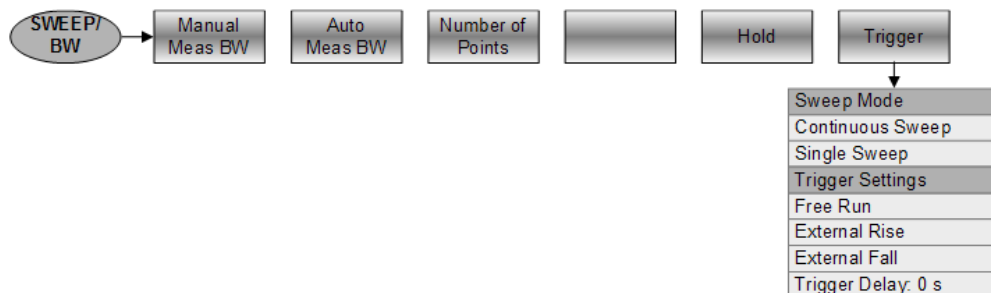 SWEEP/
BW
Manual
Meas BW
Auto
Meas BW
Number of
Points
Hold
Trigger
Sweep Mode
Continuous Sweep
Single Sweep
Trigger Settings
Free Run
External Rise
External Fall
Trigger Delay: 0 s